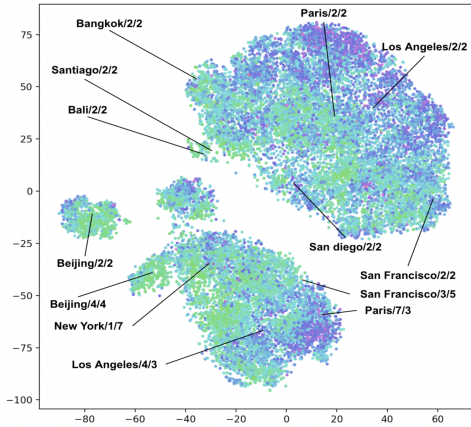 Paris/2/2
Bangkok/2/2
Los Angeles/2/2
Santiago/2/2
Bali/2/2
San diego/2/2
Beijing/2/2
San Francisco/2/2
San Francisco/3/5
Beijing/4/4
Paris/7/3
New York/1/7
Los Angeles/4/3
75
50
25
0
−25
−50
−75
−100
−80 −60 −40 −20 0 20 40 60